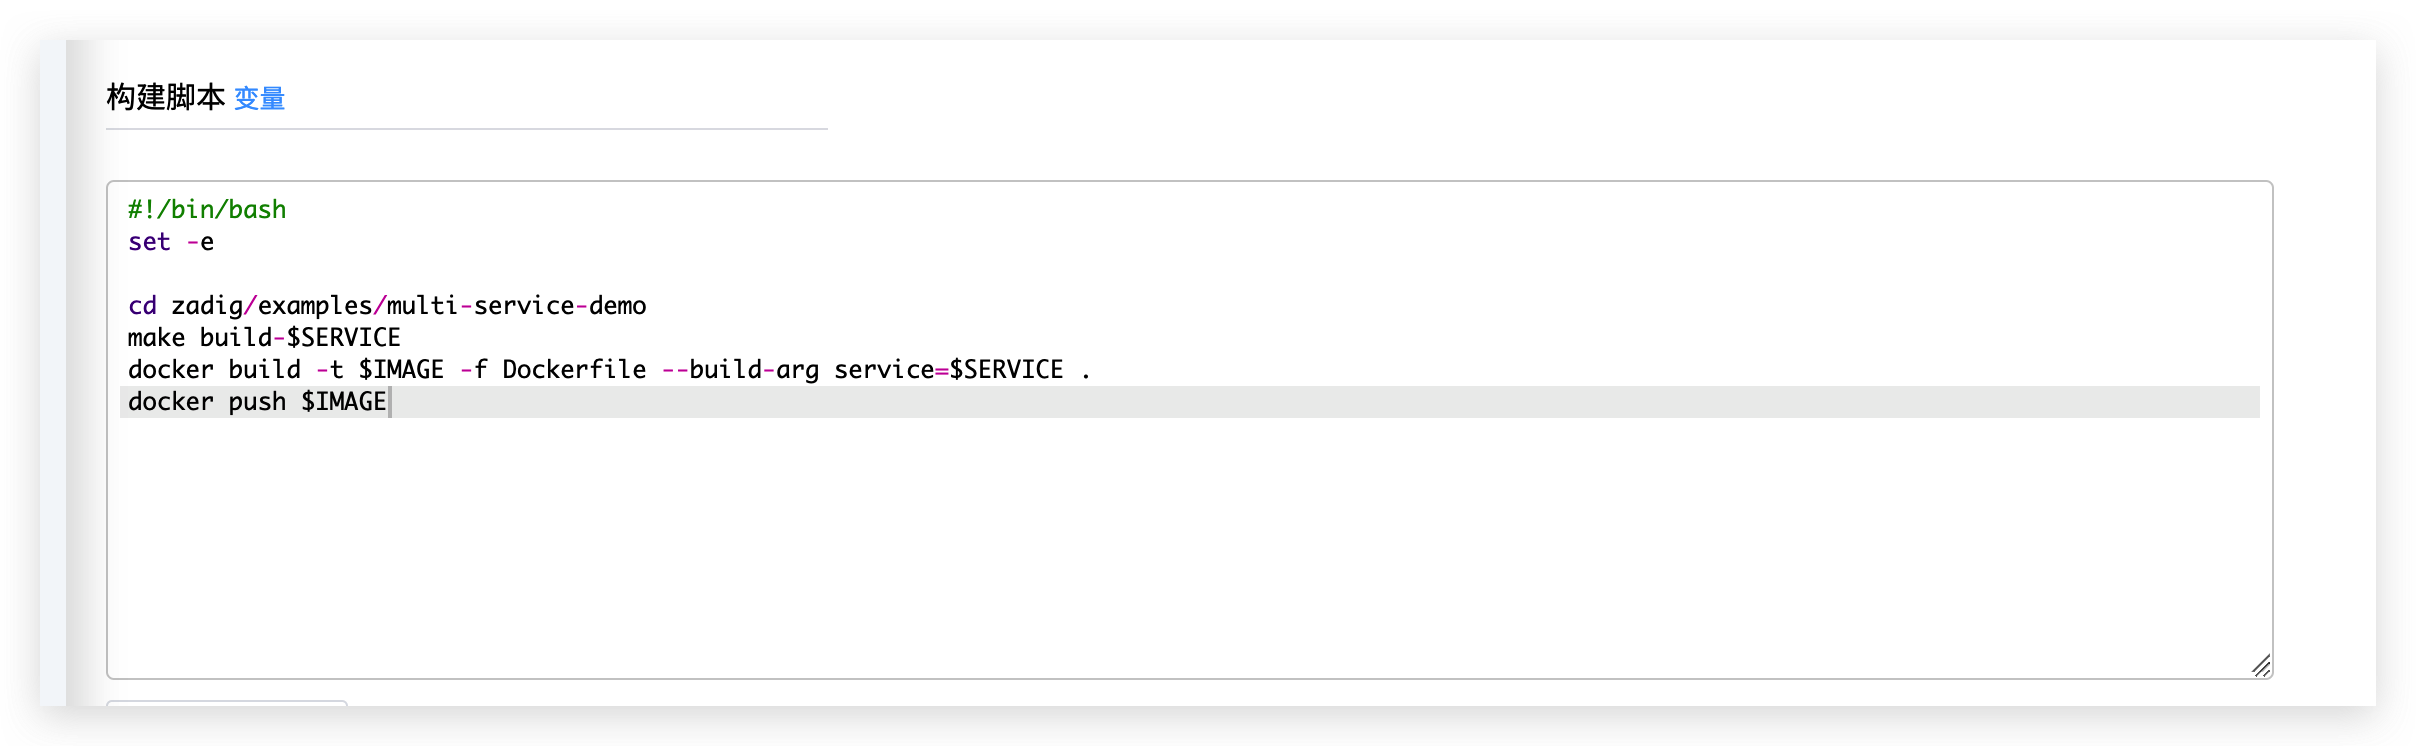 构建脚本 变量
#!/bin/bash
set -e
cd zadig/examples/multi-service-demo
make build-$SERVICE
docker build -t $IMAGE -f Dockerfile --build-arg service=$SERVICE .
docker push $IMAGE